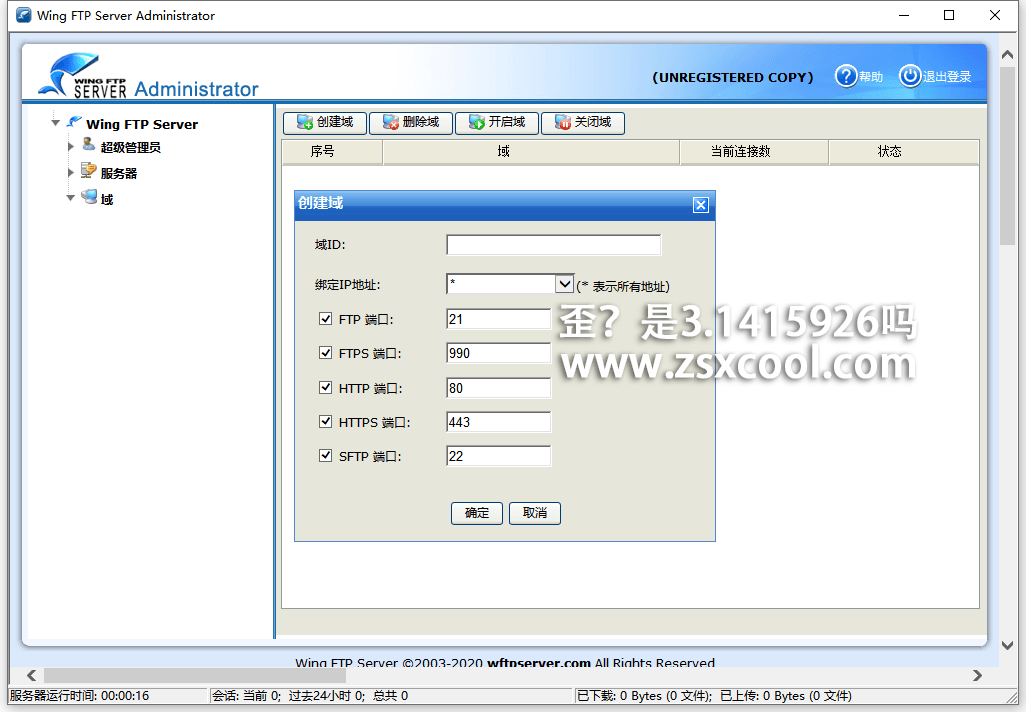 Wing FTP Server Administrator
WING FTP
SERVER Administrator
(UNREGISTERED COPY)
帮助
退出登录
Wing FTP Server
超级管理员
服务器
域
创建域
删除域
开启域
关闭域
序号
域
当前连接数
状态
创建域
域ID:
绑定IP地址:
*
(* 表示所有地址)
FTP 端口:
21
FTPS 端口:
990
HTTP 端口:
80
HTTPS 端口:
443
SFTP 端口:
22
确定
取消
歪？是3.1415926吗
www.zsxcool.com
Wing FTP Server ©2003-2020 wftpserver.com All Rights Reserved
服务器运行时间: 00:00:16
会话: 当前 0; 过去24小时 0; 总共 0
已下载: 0 Bytes (0 文件); 已上传: 0 Bytes (0 文件)